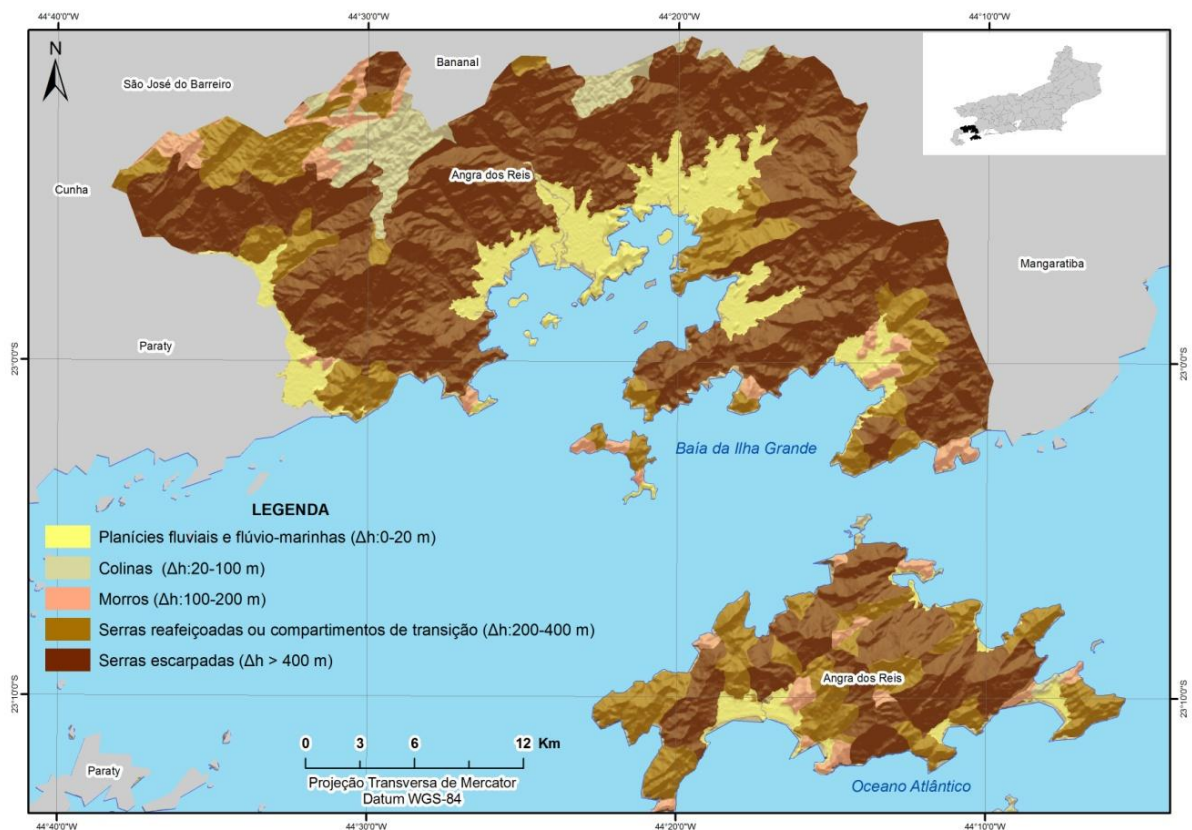 44°40'0"W
44°30'0"W
44°20'0"W
44°10'0"W
N
São José do Barreiro
Bananal
Cunha
Angra dos Reis
Mangaratiba
Paraty
23°0'0"S
23°0'0"S
Baía da Ilha Grande
LEGENDA
Planícies fluviais e flúvio-marinhas (Δh:0-20 m)
Colinas (Δh:20-100 m)
Morros (Δh:100-200 m)
Serras reafeiçoadas ou compartimentos de transição (Δh:200-400 m)
Serras escarpadas (Δh > 400 m)
Angra dos Reis
23°10'0"S
23°10'0"S
0 3 6 12 Km
Projeção Transversa de Mercator
Datum WGS-84
Paraty
Oceano Atlântico
44°40'0"W
44°30'0"W
44°20'0"W
44°10'0"W